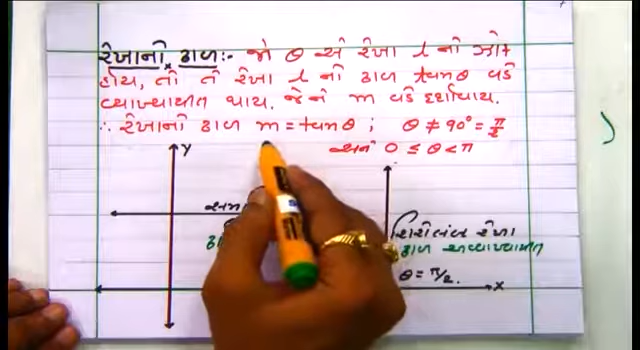 રેખાનો ઢાળ:- જો θ એ રેખા l નો ઝોક
હોય, તો તે રેખા l નો ઢાળ tanθ વડે
વ્યાખ્યાયીત થાય. જેને m વડે દર્શાવાય.
∴ રેખાનો ઢાળ m = tanθ ; θ ≠ 90° = π/2
અને 0 ≤ θ < π
Y
શિરોલંબ રેખા
ઢાળ અવ્યાખ્યાયીત
θ = π/2.
X